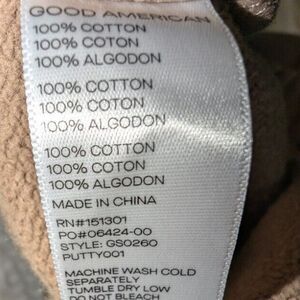 GOOD AMERICAN
100% COTTON
100% COTON
100% ALGODON
100% COTTON
100% COTON
100% ALGODON
100% COTTON
100% COTON
100% ALGODON
MADE IN CHINA
RN#151301
PO#06424-00
STYLE: GS0260
PUTTY001
MACHINE WASH COLD
SEPARATELY
TUMBLE DRY LOW
DO NOT BLEACH